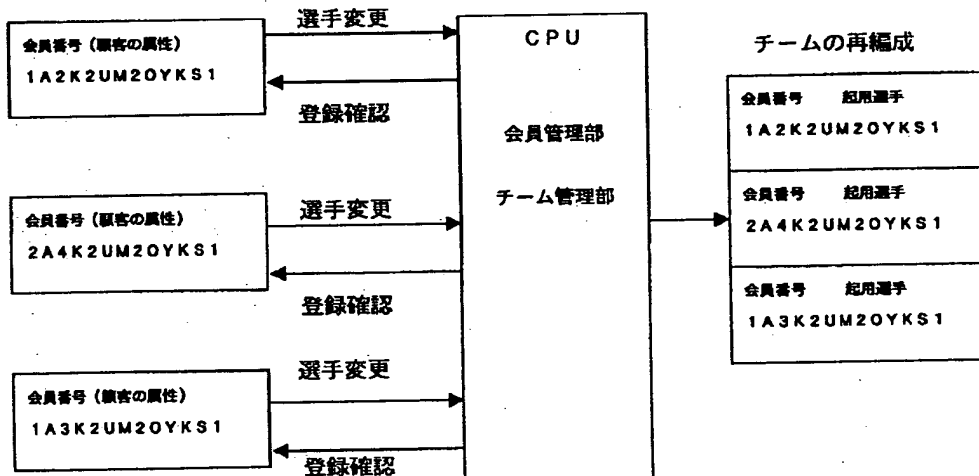 選手変更
会員番号（顧客の属性）
1A2K2UM2OYKS1
登録確認
選手変更
会員番号（顧客の属性）
2A4K2UM2OYKS1
登録確認
選手変更
会員番号（顧客の属性）
1A3K2UM2OYKS1
登録確認
CPU
会員管理部
チーム管理部
チームの再編成
会員番号 起用選手
1A2K2UM2OYKS1
会員番号 起用選手
2A4K2UM2OYKS1
会員番号 起用選手
1A3K2UM2OYKS1